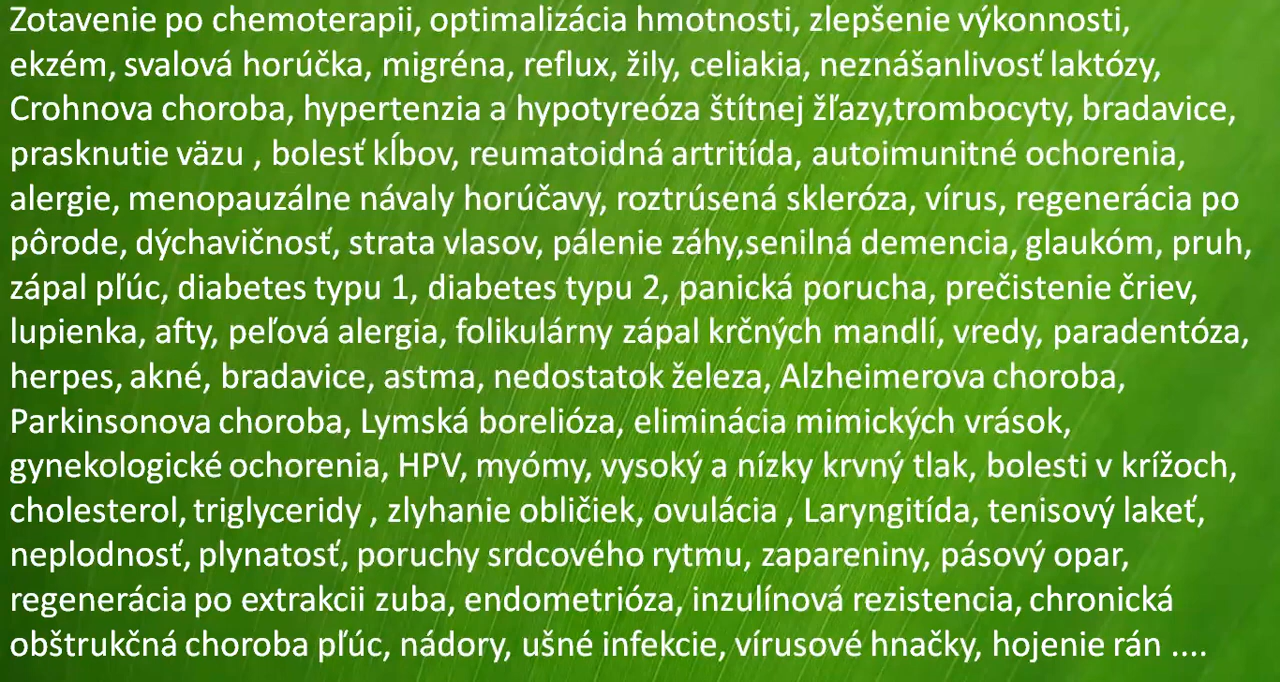 Zotavenie po chemoterapii, optimalizácia hmotnosti, zlepšenie výkonnosti,
ekzém, svalová horúčka, migréna, reflux, žily, celiakia, neznášanlivosť laktózy,
Crohnova choroba, hypertenzia a hypotyreóza štítnej žľazy,trombocyty, bradavice,
prasknutie väzu , bolesť kĺbov, reumatoidná artritída, autoimunitné ochorenia,
alergie, menopauzálne návaly horúčavy, roztrúsená skleróza, vírus, regenerácia po
pôrode, dýchavičnosť, strata vlasov, pálenie záhy,senilná demencia, glaukóm, pruh,
zápal pľúc, diabetes typu 1, diabetes typu 2, panická porucha, prečistenie čriev,
lupienka, afty, peľová alergia, folikulárny zápal krčných mandlí, vredy, paradentóza,
herpes, akné, bradavice, astma, nedostatok železa, Alzheimerova choroba,
Parkinsonova choroba, Lymská borelióza, eliminácia mimických vrások,
gynekologické ochorenia, HPV, myómy, vysoký a nízky krvný tlak, bolesti v krížoch,
cholesterol, triglyceridy , zlyhanie obličiek, ovulácia , Laryngitída, tenisový lakeť,
neplodnosť, plynatosť, poruchy srdcového rytmu, zapareniny, pásový opar,
regenerácia po extrakcii zuba, endometrióza, inzulínová rezistencia, chronická
obštrukčná choroba pľúc, nádory, ušné infekcie, vírusové hnačky, hojenie rán ....